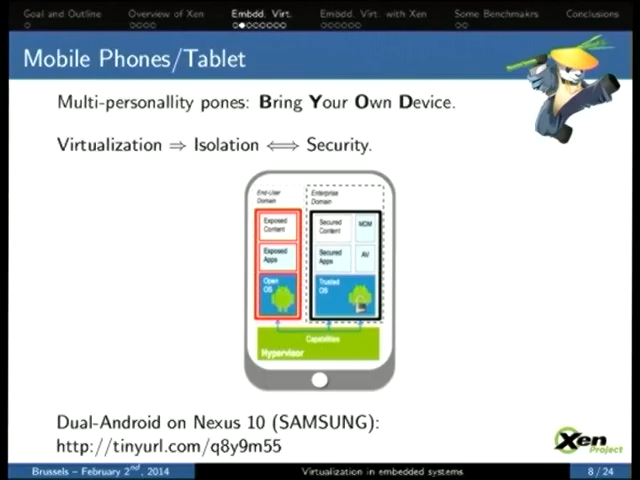 Goal and Outline Overview of Xen Embdd. Virt. Embdd. Virt. with Xen Some Benchmakrs Conclusions
Mobile Phones/Tablet
Multi-personallity pones: Bring Your Own Device.
Virtualization ⇒ Isolation ⟺ Security.
End-User Domain
Enterprise Domain
Exposed Content
Secured Content
MDM
Exposed Apps
Secured Apps
AV
Open OS
Trusted OS
Capabilities
Hypervisor
Dual-Android on Nexus 10 (SAMSUNG):
http://tinyurl.com/q8y9m55
Xen
Project
Brussels – February 2nd, 2014 Virtualization in embedded systems 8 / 24